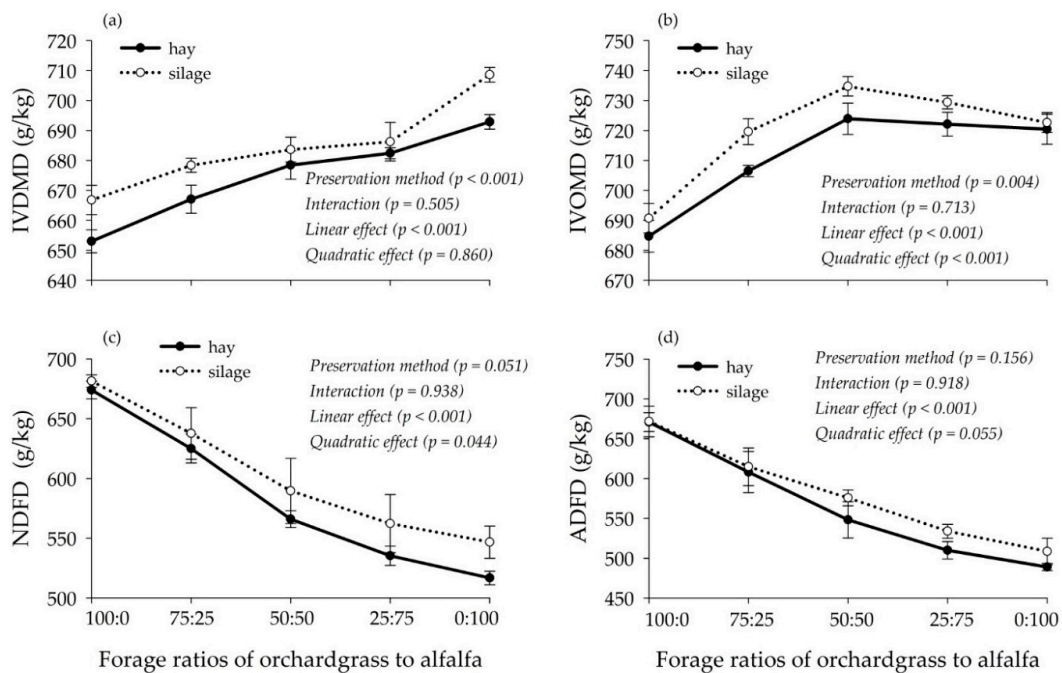 (a)
720
710
700
690
680
670
660
650
640
IVDMD (g/kg)
hay
silage
Preservation method (p < 0.001)
Interaction (p = 0.505)
Linear effect (p < 0.001)
Quadratic effect (p = 0.860)
(b)
750
740
730
720
710
700
690
680
670
IVOMD (g/kg)
hay
silage
Preservation method (p = 0.004)
Interaction (p = 0.713)
Linear effect (p < 0.001)
Quadratic effect (p < 0.001)
(c)
700
650
600
550
500
NDFD (g/kg)
hay
silage
Preservation method (p = 0.051)
Interaction (p = 0.938)
Linear effect (p < 0.001)
Quadratic effect (p = 0.044)
100:0 75:25 50:50 25:75 0:100
Forage ratios of orchardgrass to alfalfa
(d)
750
700
650
600
550
500
450
ADFD (g/kg)
hay
silage
Preservation method (p = 0.156)
Interaction (p = 0.918)
Linear effect (p < 0.001)
Quadratic effect (p = 0.055)
100:0 75:25 50:50 25:75 0:100
Forage ratios of orchardgrass to alfalfa